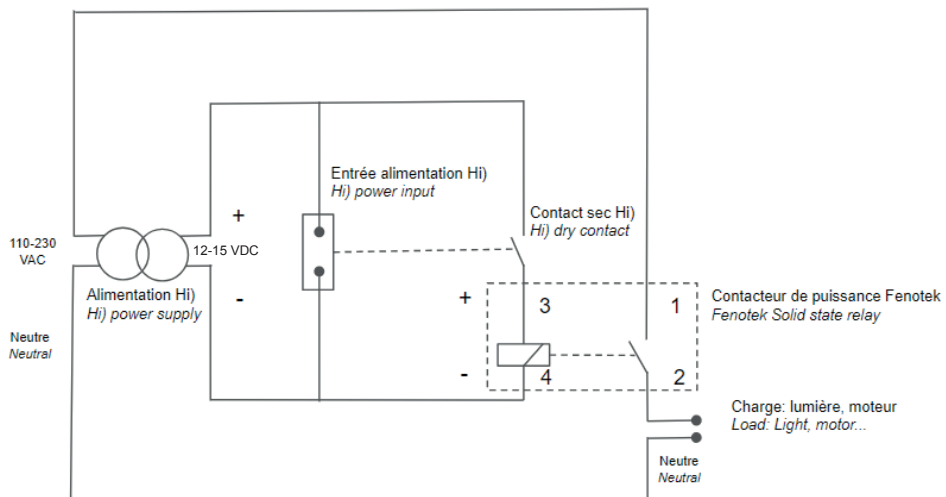 Entrée alimentation Hi)
Hi) power input
+
Contact sec Hi)
Hi) dry contact
110-230
VAC
12-15 VDC
Alimentation Hi)
Hi) power supply
-
+
3
1
Contacteur de puissance Fenotek
Fenotek Solid state relay
Neutre
Neutral
-
4
2
Charge: lumière, moteur
Load: Light, motor...
Neutre
Neutral